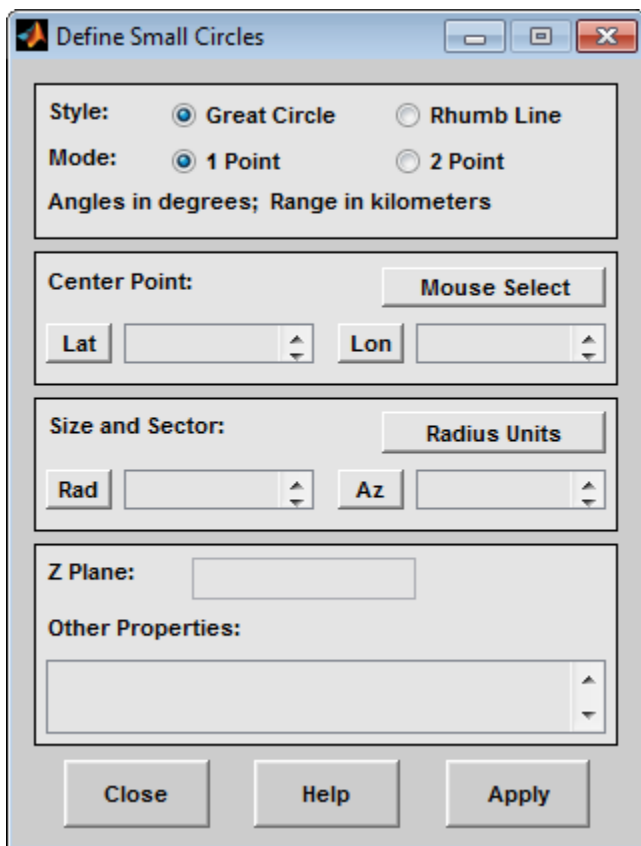 Define Small Circles
Style: Great Circle Rhumb Line
Mode: 1 Point 2 Point
Angles in degrees; Range in kilometers
Center Point: Mouse Select
Lat Lon
Size and Sector: Radius Units
Rad Az
Z Plane:
Other Properties:
Close Help Apply